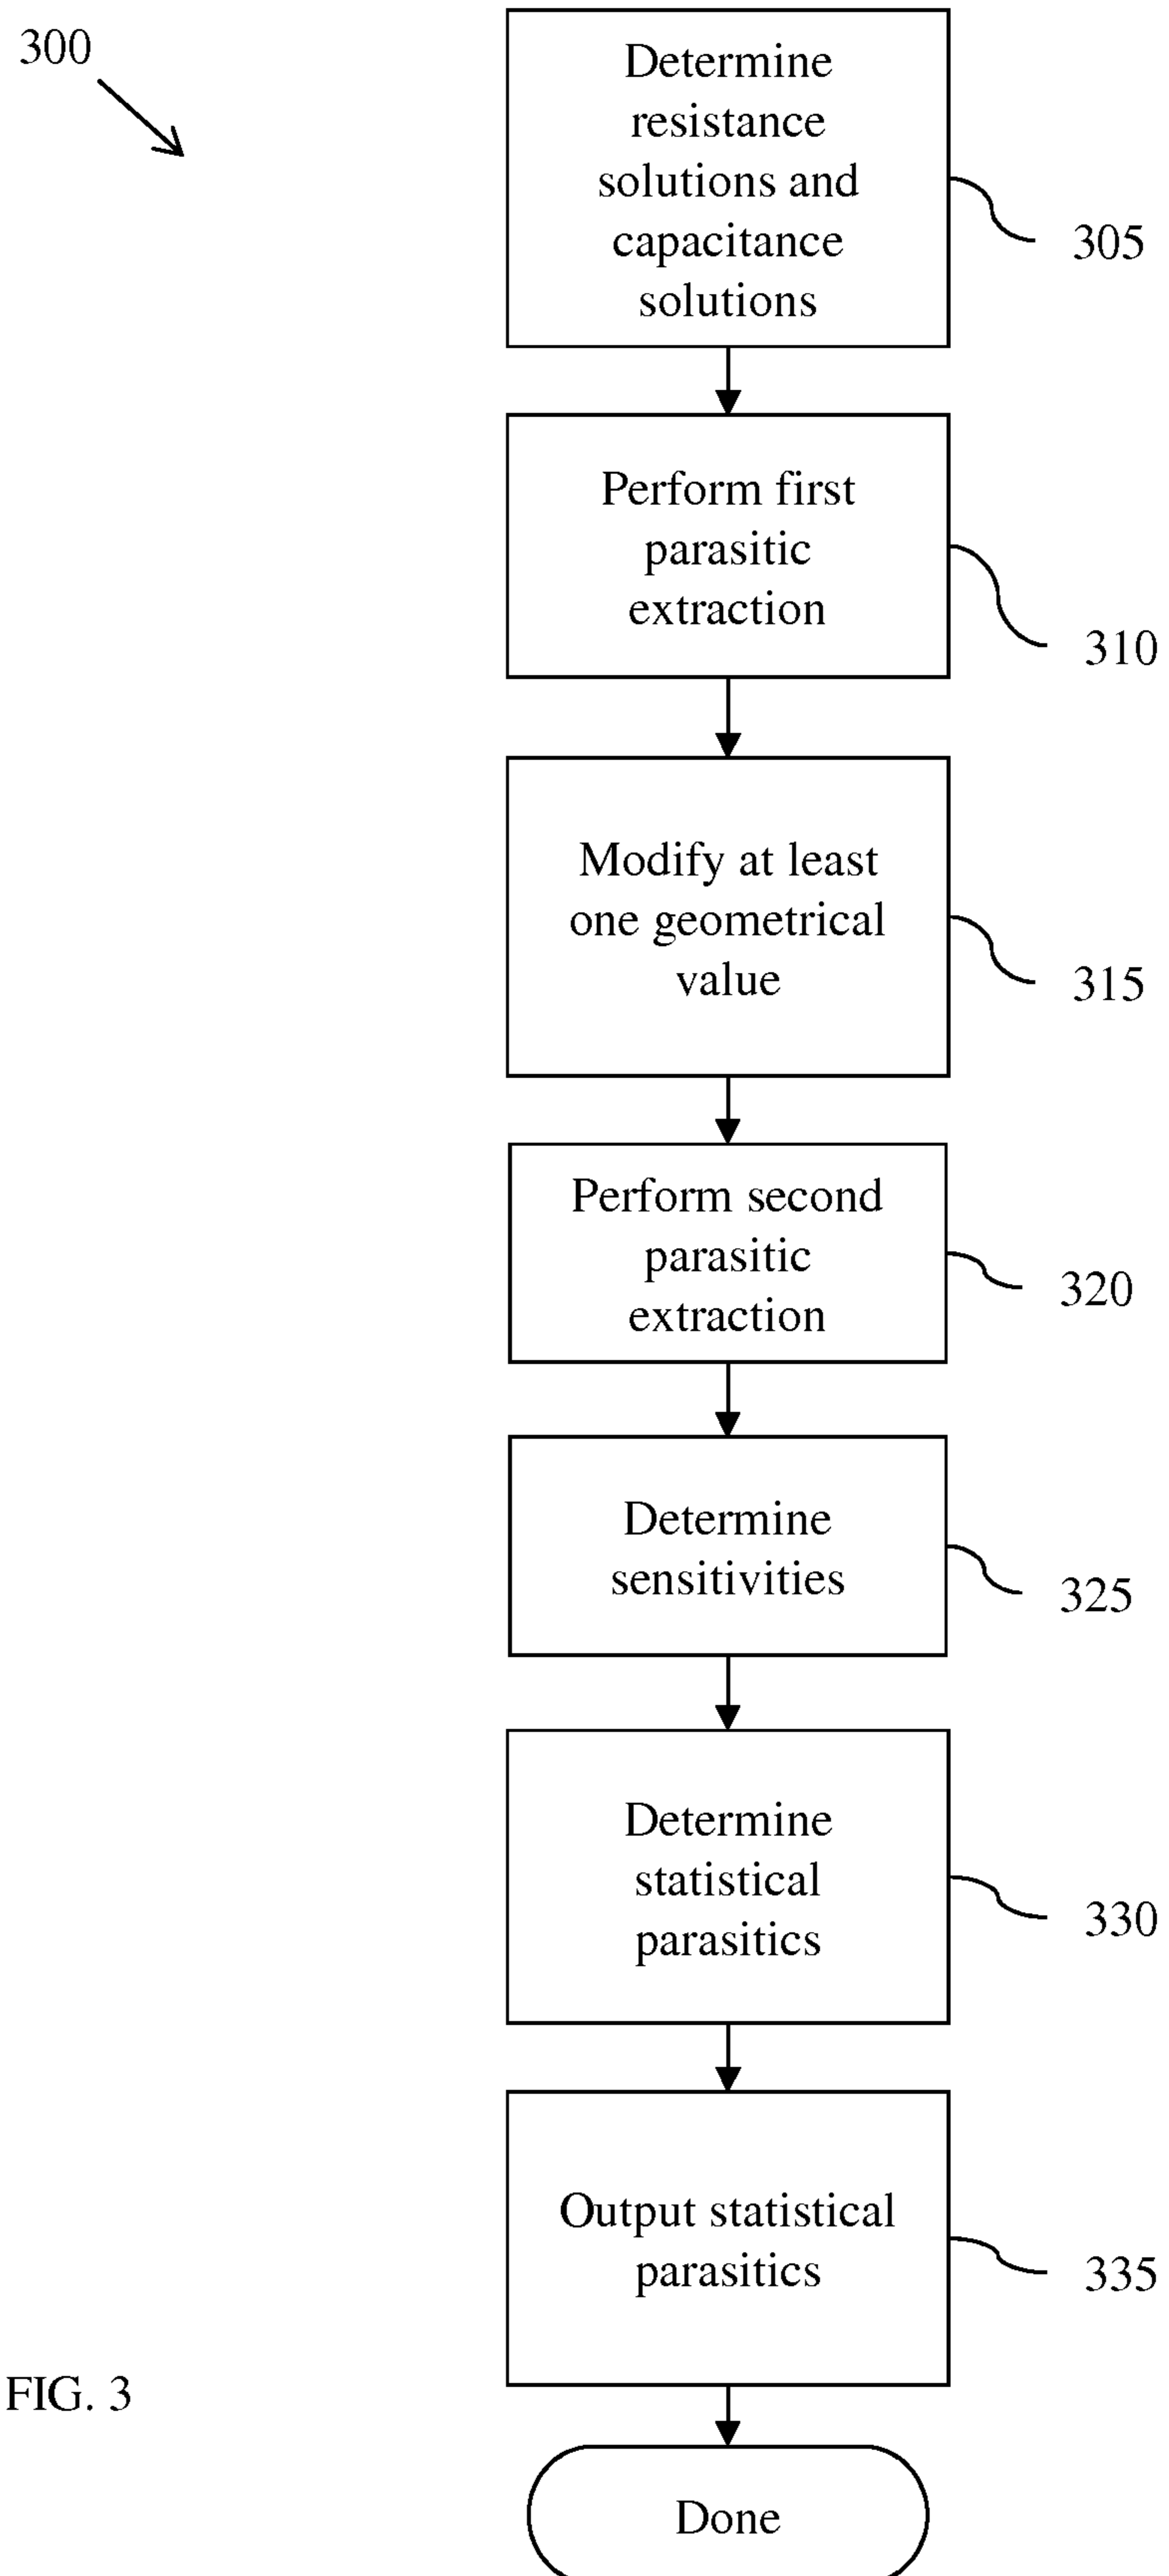 300
Determine
resistance
solutions and
capacitance
solutions
305
Perform first
parasitic
extraction
310
Modify at least
one geometrical
value
315
Perform second
parasitic
extraction
320
Determine
sensitivities
325
Determine
statistical
parasitics
330
Output statistical
parasitics
335
FIG. 3
Done